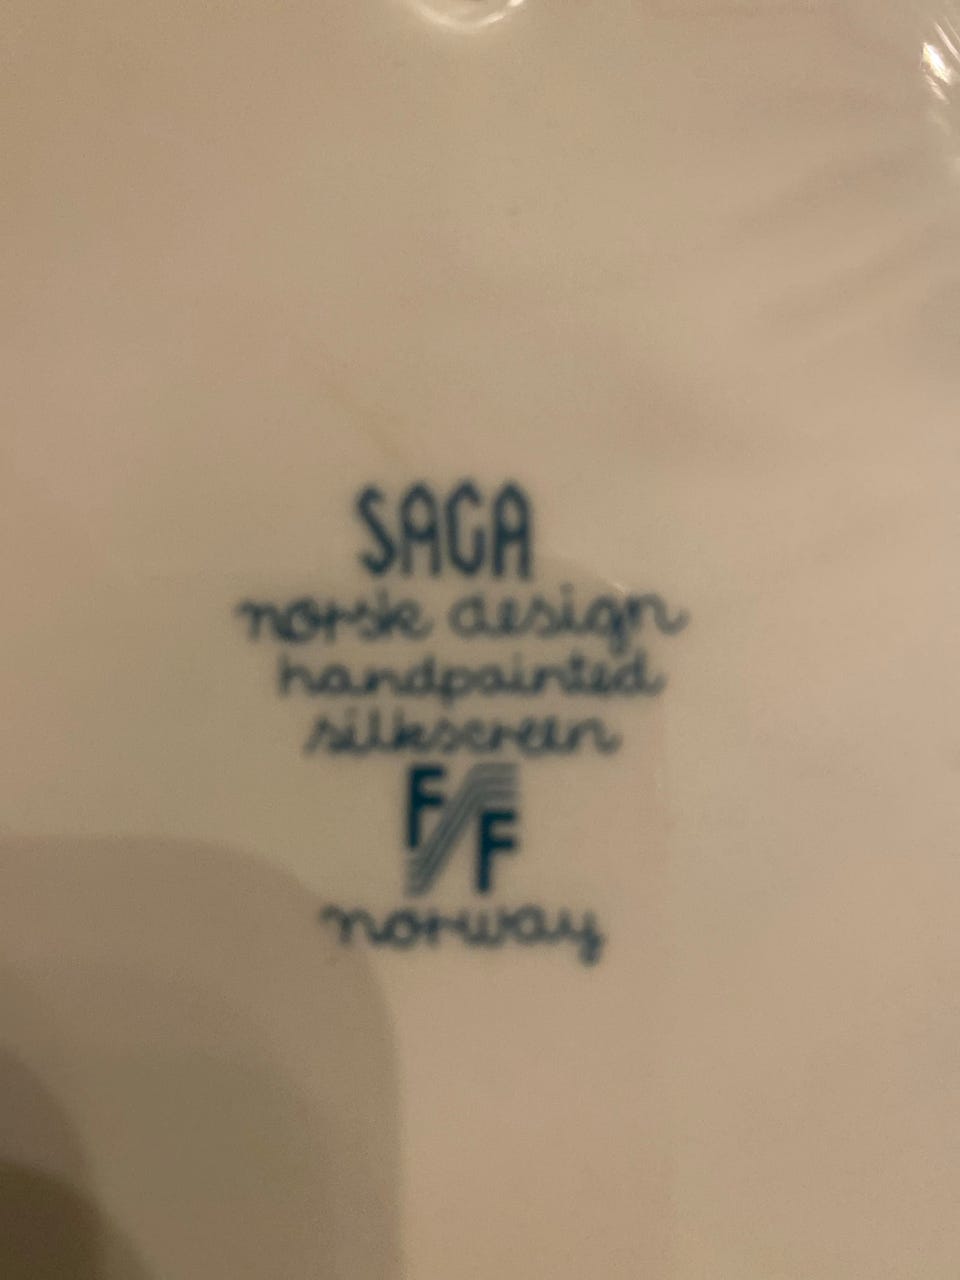 SAGA
norsk design
handpainted
silkscreen
F/F
norway